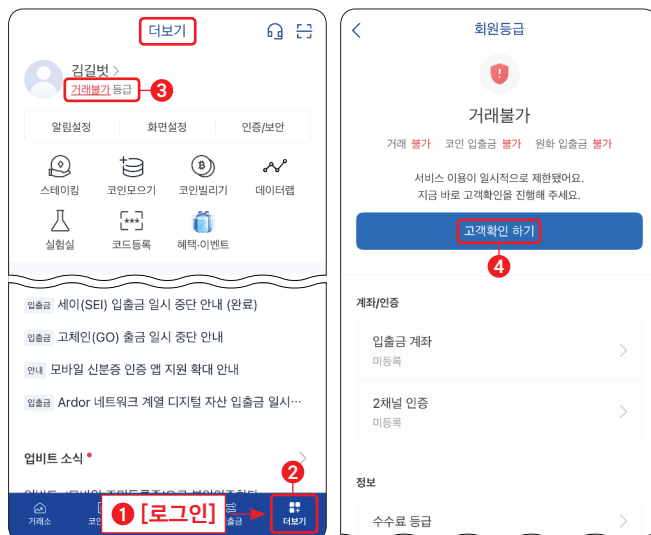 더보기
김길벗
거래불가 등급
3
알림설정 화면설정 인증/보안
스테이킹 코인모으기 코인빌리기 데이터랩
실험실 코드등록 혜택·이벤트
입출금 세이(SEI) 입출금 일시 중단 안내 (완료)
입출금 고체인(GO) 출금 일시 중단 안내
안내 모바일 신분증 인증 앱 지원 확대 안내
입출금 Ardor 네트워크 계열 디지털 자산 입출금 일시…
업비트 소식
2
거래소
1 [로그인]
더보기
회원등급
거래불가
거래 불가 코인 입출금 불가 원화 입출금 불가
서비스 이용이 일시적으로 제한됐어요.
지금 바로 고객확인을 진행해 주세요.
고객확인 하기
4
계좌/인증
입출금 계좌
미등록
2채널 인증
미등록
정보
수수료 등급